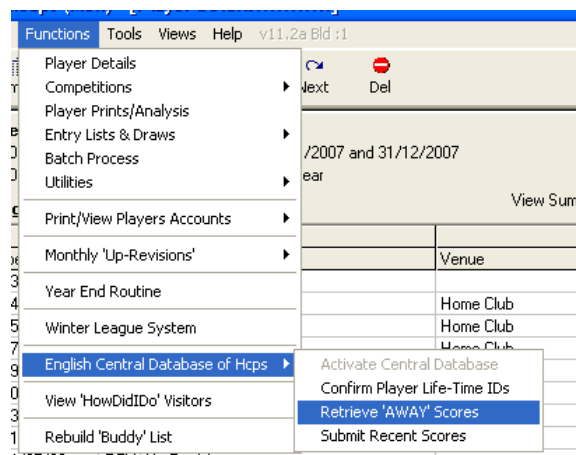 Functions Tools Views Help v11.2a Bld :1
Player Details
Competitions
Next Del
Player Prints/Analysis
Entry Lists & Draws
/2007 and 31/12/2007
Batch Process
Utilities
View Sum
Print/View Players Accounts
Monthly 'Up-Revisions'
Venue
Year End Routine
Home Club
Winter League System
Home Club
Home Club
English Central Database of Hcps
Activate Central Database
Confirm Player Life-Time IDs
View 'HowDidIDo' Visitors
Retrieve 'AWAY' Scores
Rebuild 'Buddy' List
Submit Recent Scores